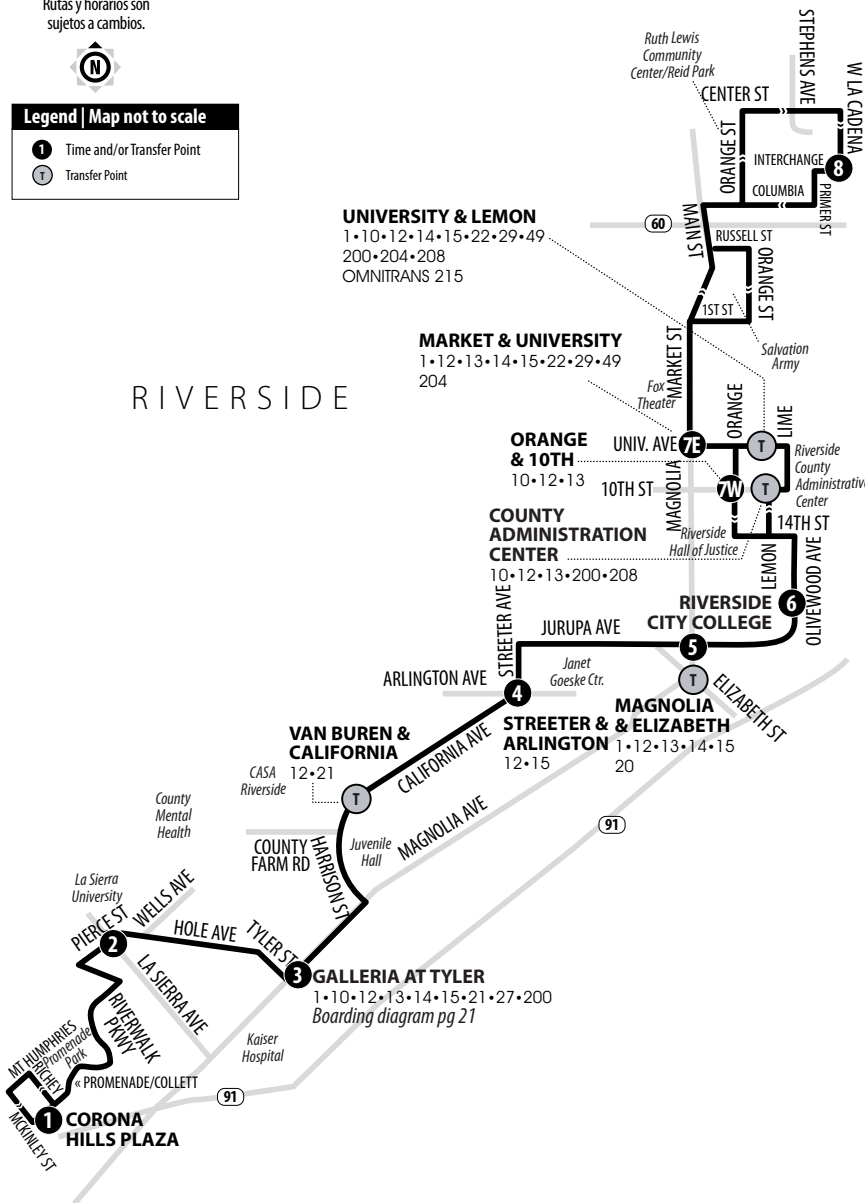 Rutas y horarios son
sujetos a cambios.
N
Legend | Map not to scale
1 Time and/or Transfer Point
T Transfer Point
RIVERSIDE
Ruth Lewis
Community
Center/Reid Park
STEPHENS AVE
W LA CADENA
CENTER ST
ORANGE ST
INTERCHANGE
8
COLUMBIA
PRIMER ST
MAIN ST
60
RUSSELL ST
ORANGE ST
1ST ST
Salvation
Army
MARKET ST
UNIVERSITY & LEMON
1•10•12•14•15•22•29•49
200•204•208
OMNITRANS 215
MARKET & UNIVERSITY
1•12•13•14•15•22•29•49
204
Fox
Theater
ORANGE
LIME
UNIV. AVE
7E
T
ORANGE
& 10TH
10•12•13
10TH ST
MAGNOLIA
7W
T
Riverside
County
Administrative
Center
COUNTY
ADMINISTRATION
CENTER
10•12•13•200•208
Riverside
Hall of Justice
14TH ST
LEMON
OLIVEWOOD AVE
RIVERSIDE
CITY COLLEGE
6
STREETER AVE
JURUPA AVE
5
Janet
Goeske Ctr.
ARLINGTON AVE
4
T
ELIZABETH ST
STREETER &
ARLINGTON
12•15
MAGNOLIA
& ELIZABETH
1•12•13•14•15
20
VAN BUREN &
CALIFORNIA
12•21
CALIFORNIA AVE
CASA
Riverside
T
MAGNOLIA AVE
91
County
Mental
Health
COUNTY
FARM RD
HARRISON ST
Juvenile
Hall
La Sierra
University
PIERCE ST
WELLS AVE
2
HOLE AVE
TYLER ST
3
GALLERIA AT TYLER
1•10•12•13•14•15•21•27•200
Boarding diagram pg 21
LA SIERRA AVE
RIVERWALK
PKWY
Kaiser
Hospital
MT HUMPHRIES
RICHEY
Promenade
Park
« PROMENADE/COLLETT
91
MCKINLEY ST
1
CORONA
HILLS PLAZA